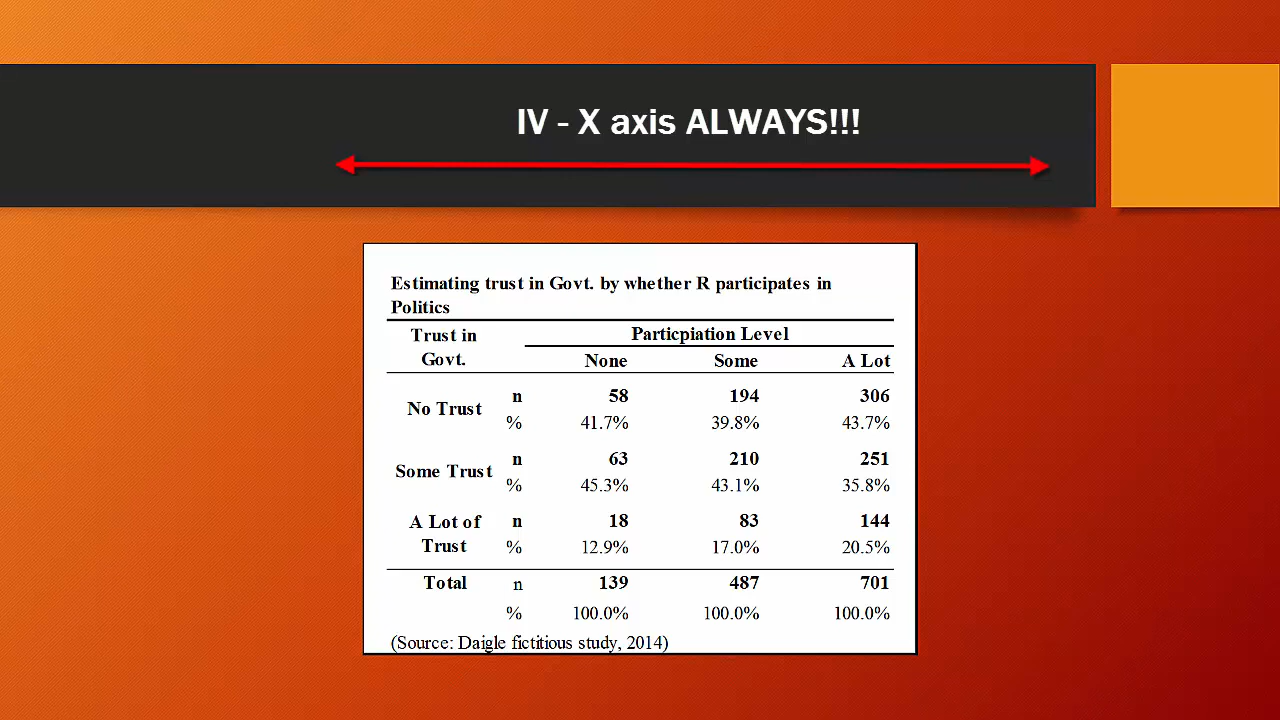 IV - X axis ALWAYS!!!
Estimating trust in Govt. by whether R participates in
Politics
Trust in Govt. Particpiation Level
None Some A Lot
No Trust n 58 194 306
% 41.7% 39.8% 43.7%
Some Trust n 63 210 251
% 45.3% 43.1% 35.8%
A Lot of Trust n 18 83 144
% 12.9% 17.0% 20.5%
Total n 139 487 701
% 100.0% 100.0% 100.0%
(Source: Daigle fictitious study, 2014)